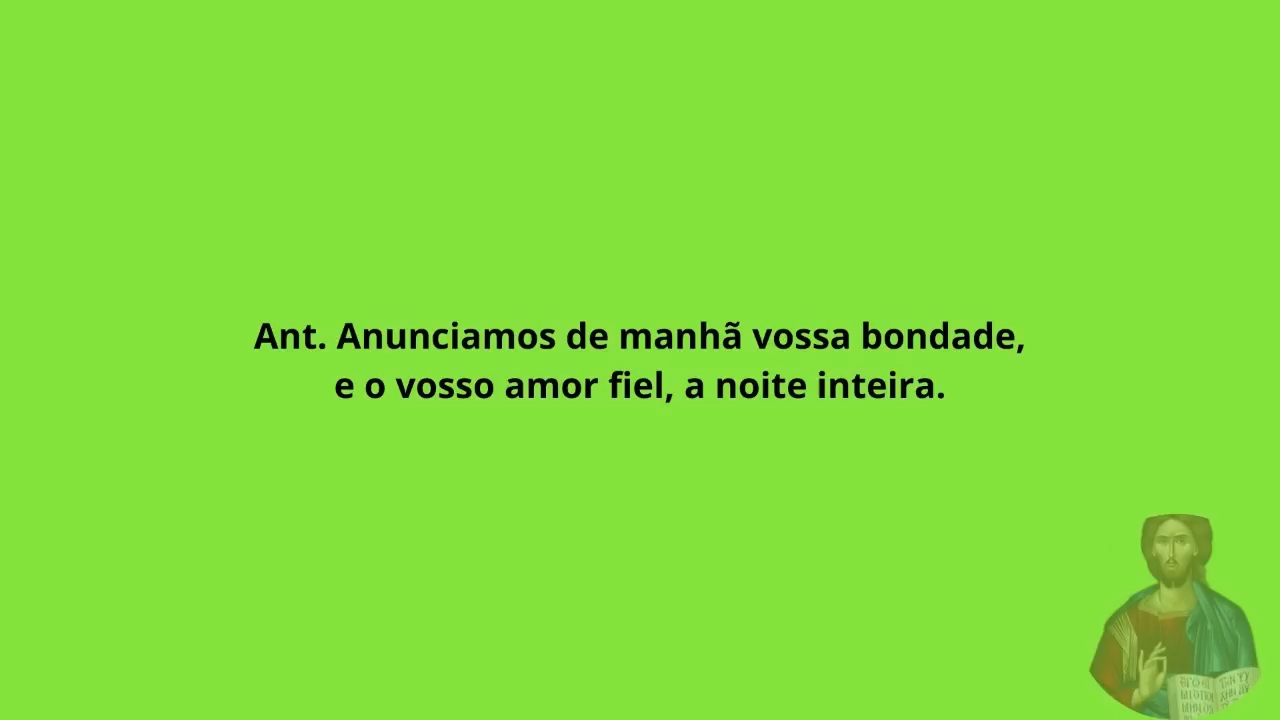 Ant. Anunciamos de manhã vossa bondade,
e o vosso amor fiel, a noite inteira.